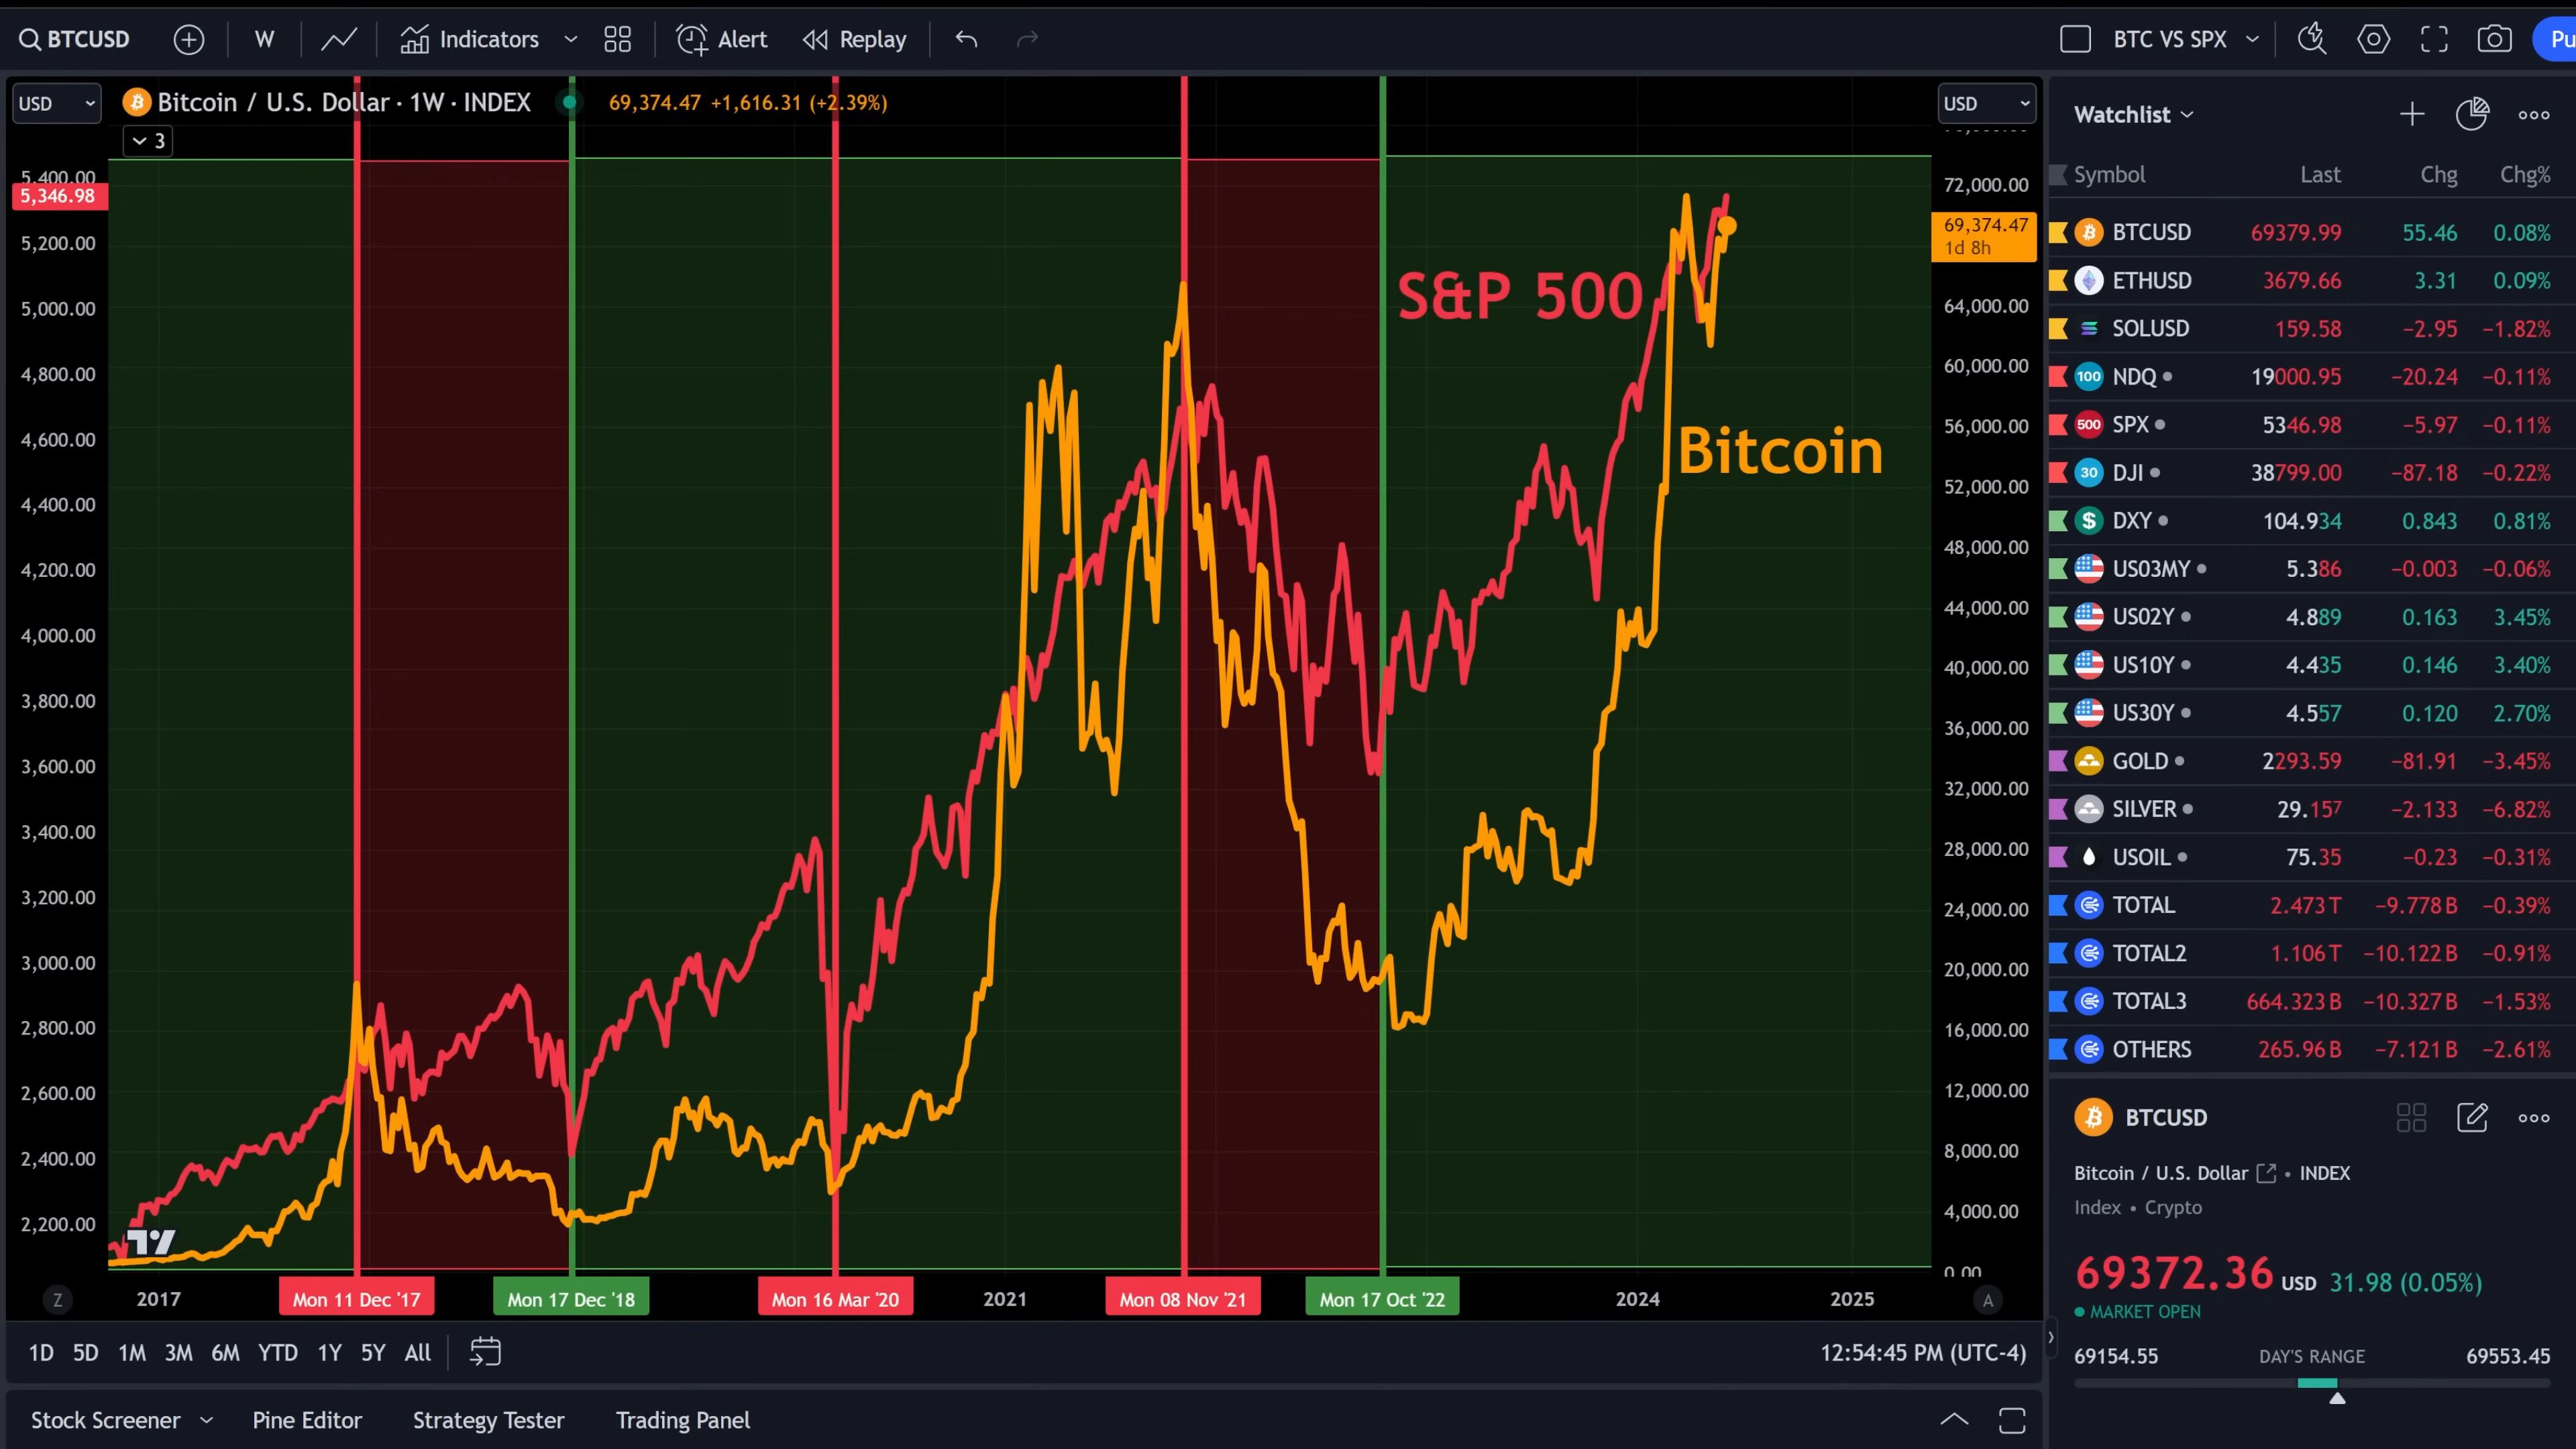 BTCUSD W Indicators Alert Replay BTC VS SPX Pu
USD Bitcoin / U.S. Dollar · 1W · INDEX 69,374.47 +1,616.31 (+2.39%) USD
3
5,400.00
5,346.98
5,200.00
5,000.00
4,800.00
4,600.00
4,400.00
4,200.00
4,000.00
3,800.00
3,600.00
3,400.00
3,200.00
3,000.00
2,800.00
2,600.00
2,400.00
2,200.00
S&P 500
Bitcoin
72,000.00
69,374.47
1d 8h
64,000.00
60,000.00
56,000.00
52,000.00
48,000.00
44,000.00
40,000.00
36,000.00
32,000.00
28,000.00
24,000.00
20,000.00
16,000.00
12,000.00
8,000.00
4,000.00
0.00
Z 2017 Mon 11 Dec '17 Mon 17 Dec '18 Mon 16 Mar '20 2021 Mon 08 Nov '21 Mon 17 Oct '22 2024 2025 A
1D 5D 1M 3M 6M YTD 1Y 5Y All 12:54:45 PM (UTC-4)
Stock Screener Pine Editor Strategy Tester Trading Panel
Watchlist
Symbol Last Chg Chg%
BTCUSD 69379.99 55.46 0.08%
ETHUSD 3679.66 3.31 0.09%
SOLUSD 159.58 −2.95 −1.82%
100 NDQ 19000.95 −20.24 −0.11%
500 SPX 5346.98 −5.97 −0.11%
30 DJI 38799.00 −87.18 −0.22%
$ DXY 104.934 0.843 0.81%
US03MY 5.386 −0.003 −0.06%
US02Y 4.889 0.163 3.45%
US10Y 4.435 0.146 3.40%
US30Y 4.557 0.120 2.70%
GOLD 2293.59 −81.91 −3.45%
SILVER 29.157 −2.133 −6.82%
USOIL 75.35 −0.23 −0.31%
TOTAL 2.473 T −9.778 B −0.39%
TOTAL2 1.106 T −10.122 B −0.91%
TOTAL3 664.323 B −10.327 B −1.53%
OTHERS 265.96 B −7.121 B −2.61%
BTCUSD
Bitcoin / U.S. Dollar • INDEX
Index • Crypto
69372.36 USD 31.98 (0.05%)
MARKET OPEN
69154.55 DAY'S RANGE 69553.45